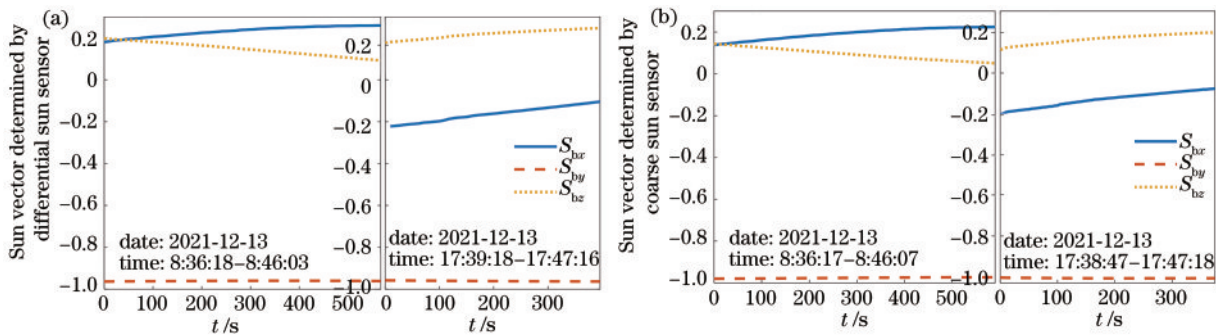 (a)
Sun vector determined by
differential sun sensor
0.2
0
-0.2
-0.4
-0.6
-0.8
-1.0
date: 2021-12-13
time: 8:36:18−8:46:03
0 100 200 300 400 500
t /s
0.2
0
-0.2
-0.4
-0.6
-0.8
-1.0
Sbx
Sby
Sbz
date: 2021-12-13
time: 17:39:18−17:47:16
0 100 200 300
t /s
(b)
Sun vector determined by
coarse sun sensor
0.2
0
-0.2
-0.4
-0.6
-0.8
-1.0
date: 2021-12-13
time: 8:36:17−8:46:07
0 100 200 300 400 500
t /s
0.2
0
-0.2
-0.4
-0.6
-0.8
-1.0
Sbx
Sby
Sbz
date: 2021-12-13
time: 17:38:47−17:47:18
0 100 200 300
t /s